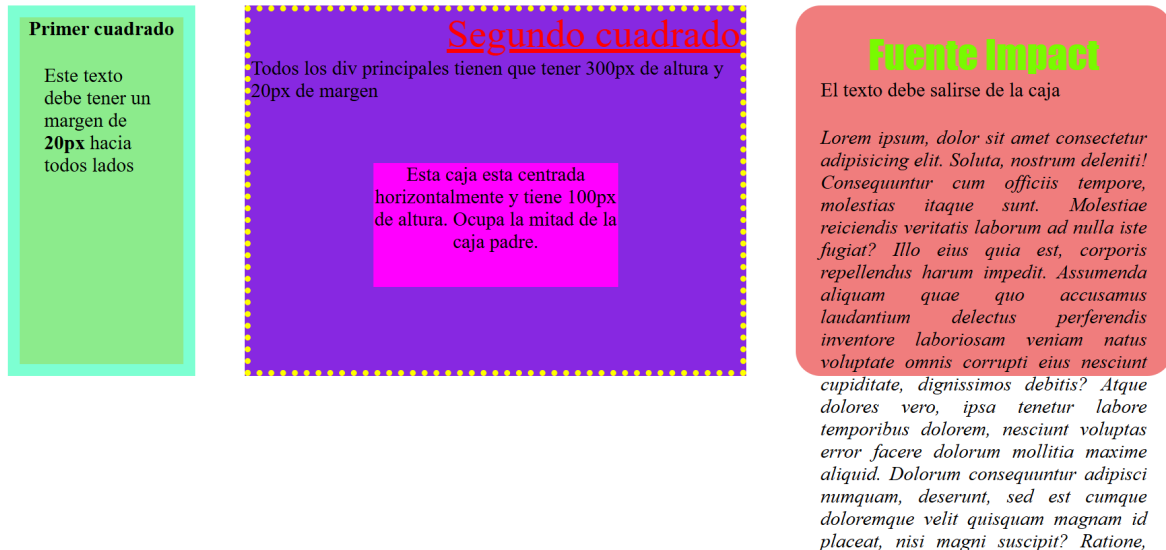 Primer cuadrado
Este texto
debe tener un
margen de
20px hacia
todos lados
Segundo cuadrado
Todos los div principales tienen que tener 300px de altura y
20px de margen
Esta caja esta centrada
horizontalmente y tiene 100px
de altura. Ocupa la mitad de la
caja padre.
Fuente Impact
El texto debe salirse de la caja
Lorem ipsum, dolor sit amet consectetur
adipisicing elit. Soluta, nostrum deleniti!
Consequuntur cum officiis tempore,
molestias itaque sunt. Molestiae
reiciendis veritatis laborum ad nulla iste
fugiat? Illo eius quia est, corporis
repellendus harum impedit. Assumenda
aliquam quae quo accusamus
laudantium delectus perferendis
inventore laboriosam veniam natus
voluptate omnis corrupti eius nesciunt
cupiditate, dignissimos debitis? Atque
dolores vero, ipsa tenetur labore
temporibus dolorem, nesciunt voluptas
error facere dolorum mollitia maxime
aliquid. Dolorum consequuntur adipisci
numquam, deserunt, sed est cumque
doloremque velit quisquam magnam id
placeat, nisi magni suscipit? Ratione,